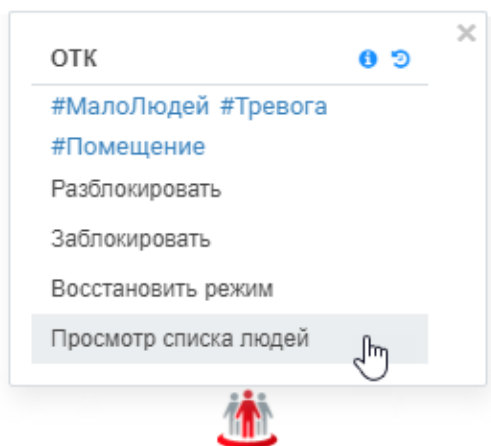 ОТК
#МалоЛюдей #Тревога
#Помещение
Разблокировать
Заблокировать
Восстановить режим
Просмотр списка людей